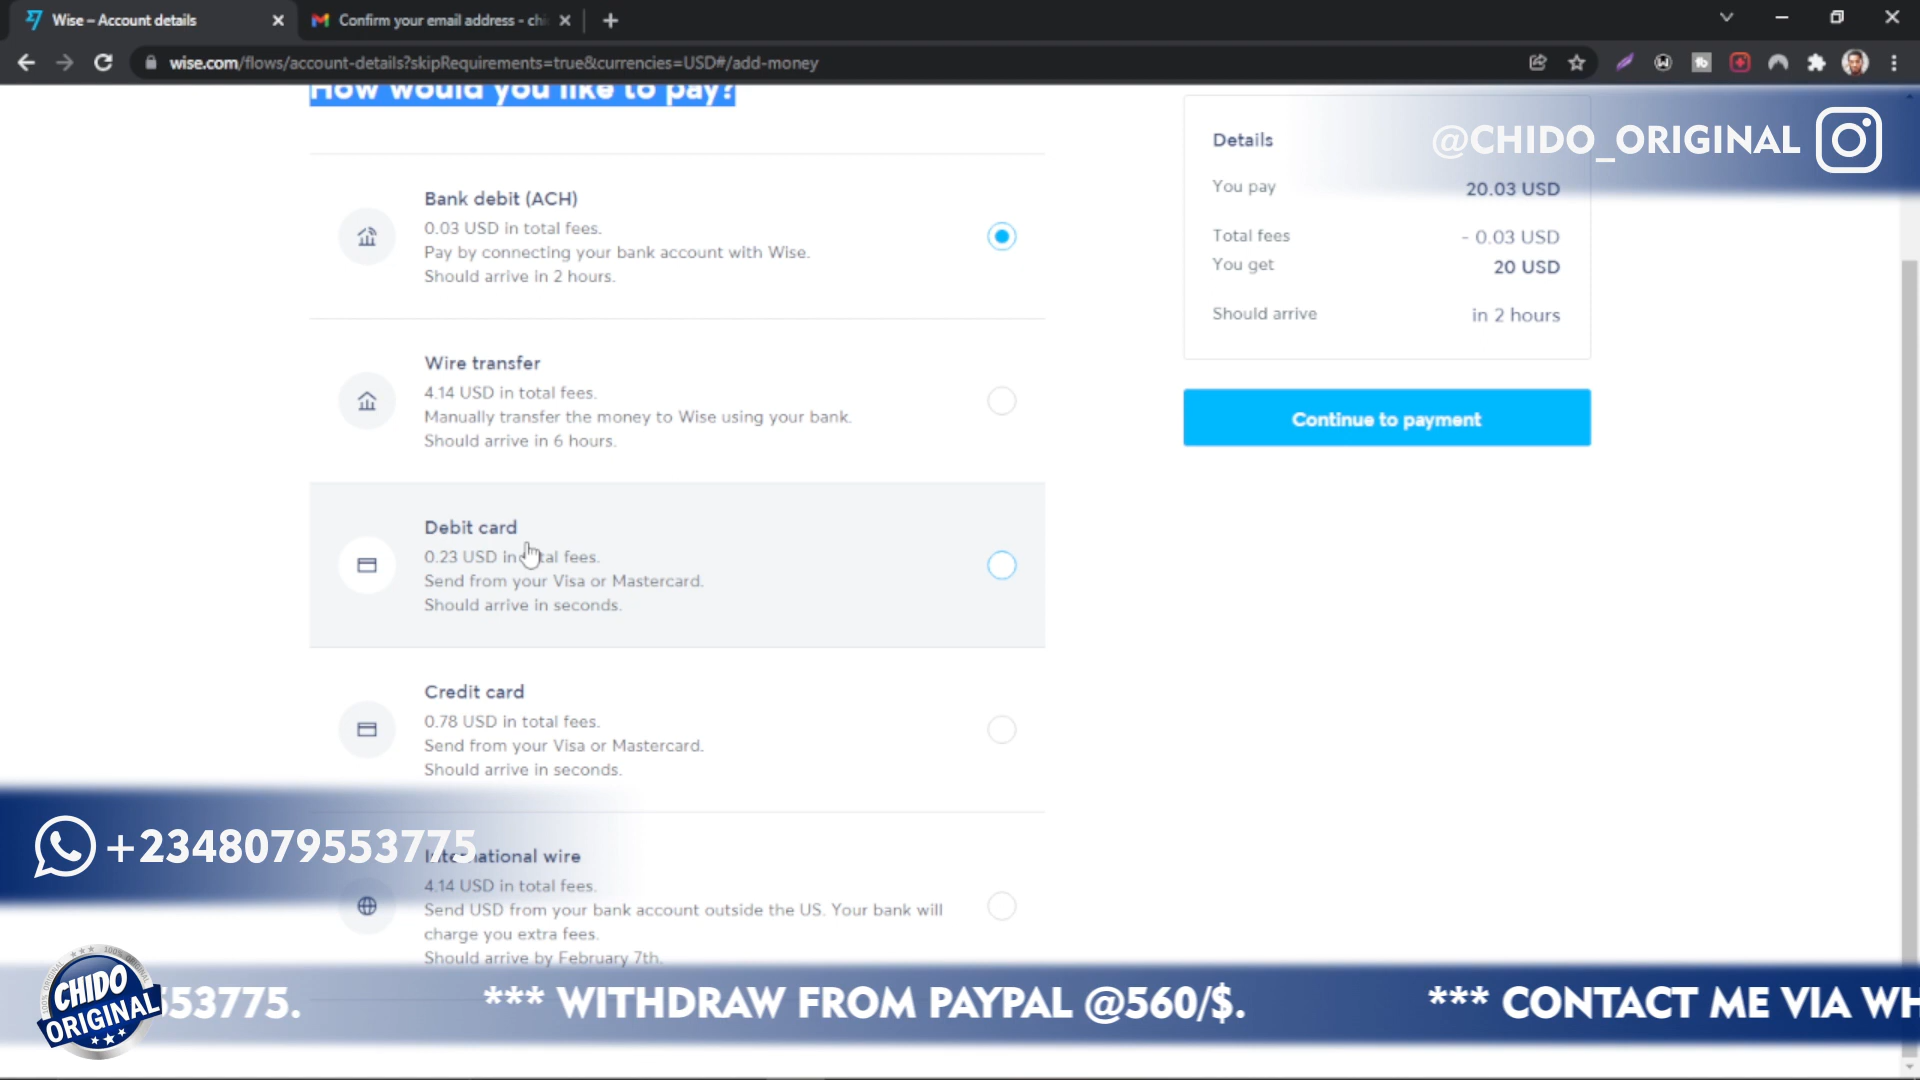 Wise – Account details
Confirm your email address - chi
wise.com/flows/account-details?skipRequirements=true&currencies=USD#/add-money
How would you like to pay?
Bank debit (ACH)
0.03 USD in total fees.
Pay by connecting your bank account with Wise.
Should arrive in 2 hours.
Wire transfer
4.14 USD in total fees.
Manually transfer the money to Wise using your bank.
Should arrive in 6 hours.
Debit card
0.23 USD in total fees.
Send from your Visa or Mastercard.
Should arrive in seconds.
Credit card
0.78 USD in total fees.
Send from your Visa or Mastercard.
Should arrive in seconds.
International wire
4.14 USD in total fees.
Send USD from your bank account outside the US. Your bank will
charge you extra fees.
Should arrive by February 7th.
Details
You pay 20.03 USD
Total fees - 0.03 USD
You get 20 USD
Should arrive in 2 hours
Continue to payment
@CHIDO_ORIGINAL
+2348079553775
CHIDO
ORIGINAL
53775. *** WITHDRAW FROM PAYPAL @560/$. *** CONTACT ME VIA WH